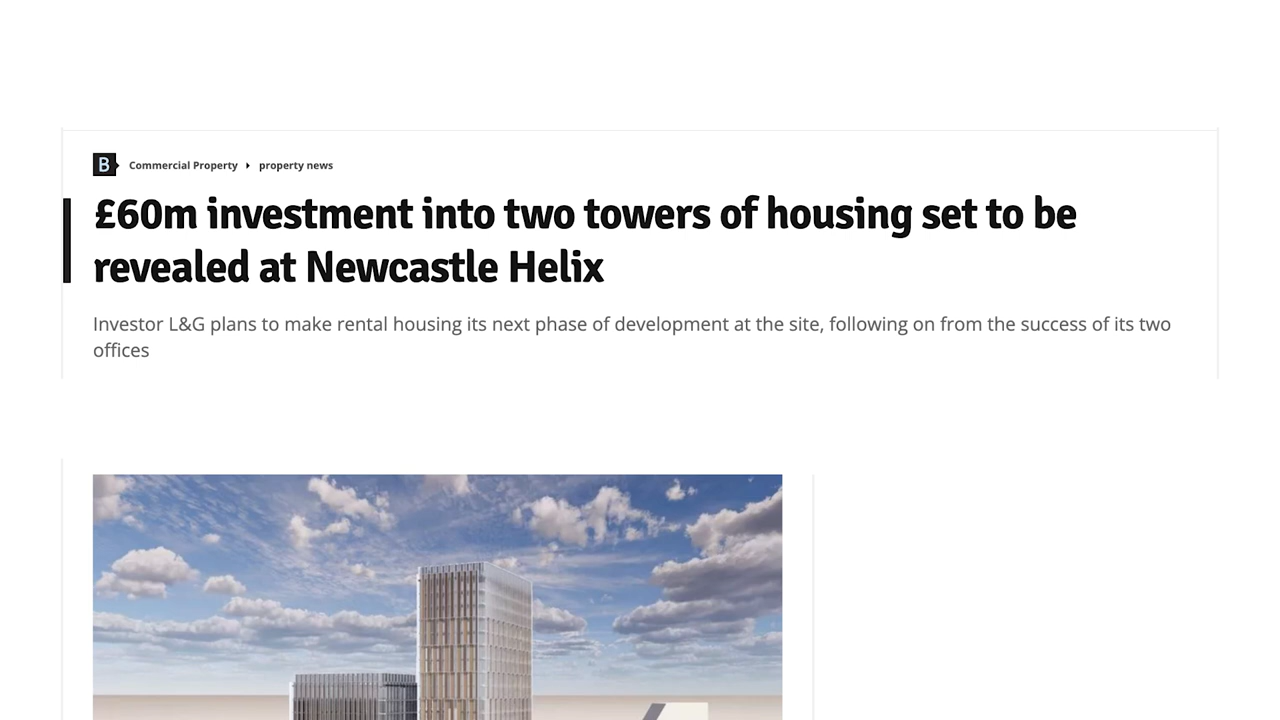 B Commercial Property property news
£60m investment into two towers of housing set to be
revealed at Newcastle Helix
Investor L&G plans to make rental housing its next phase of development at the site, following on from the success of its two
offices